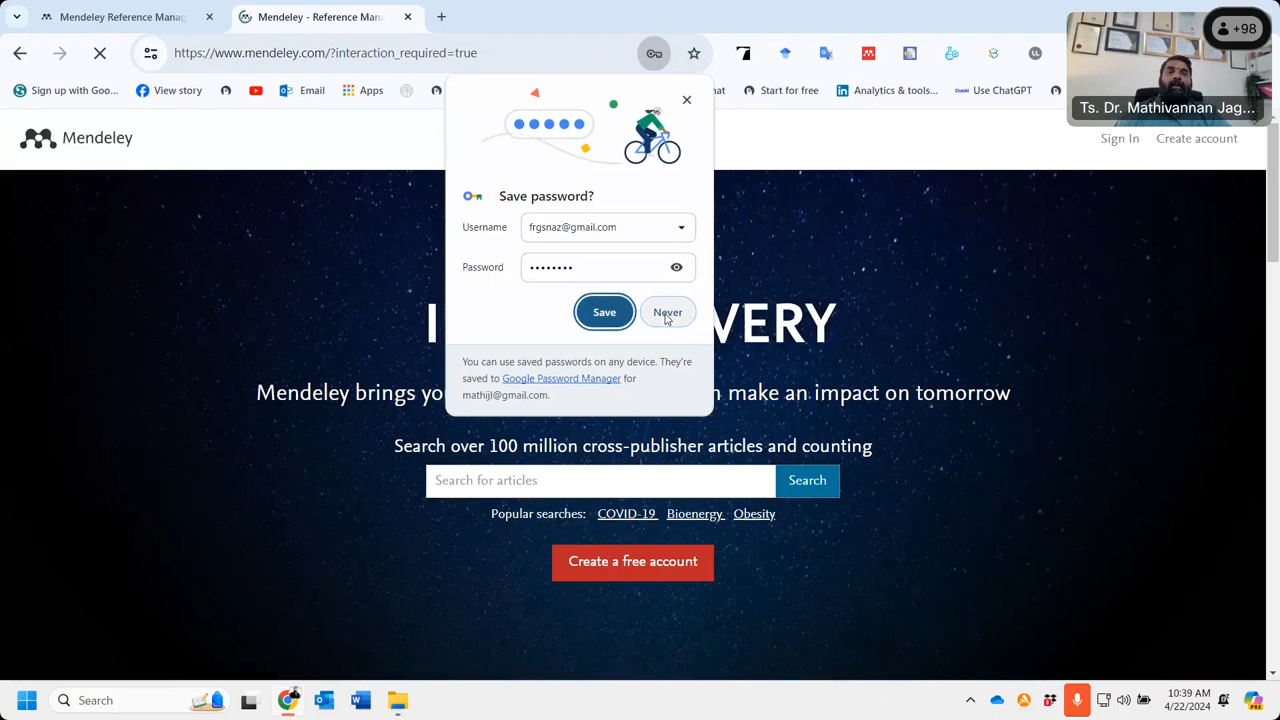 Mendeley Reference Mana
Mendeley - Reference Man
+98
https://www.mendeley.com/?interaction_required=true
LL
Sign up with Goo...
View story
Email
Apps
hat
Start for free
Analytics & tools...
ChatAI
Use ChatGPT
Ts. Dr. Mathivannan Jag...
Mendeley
Sign In
Create account
Save password?
Username
frgsnaz@gmail.com
Password
Save
Never
You can use saved passwords on any device. They're
saved to Google Password Manager for
mathijl@gmail.com.
VERY
Mendeley brings yo
n make an impact on tomorrow
Search over 100 million cross-publisher articles and counting
Search for articles
Search
Popular searches: COVID-19 Bioenergy Obesity
Create a free account
Search
10:39 AM
4/22/2024
PRE